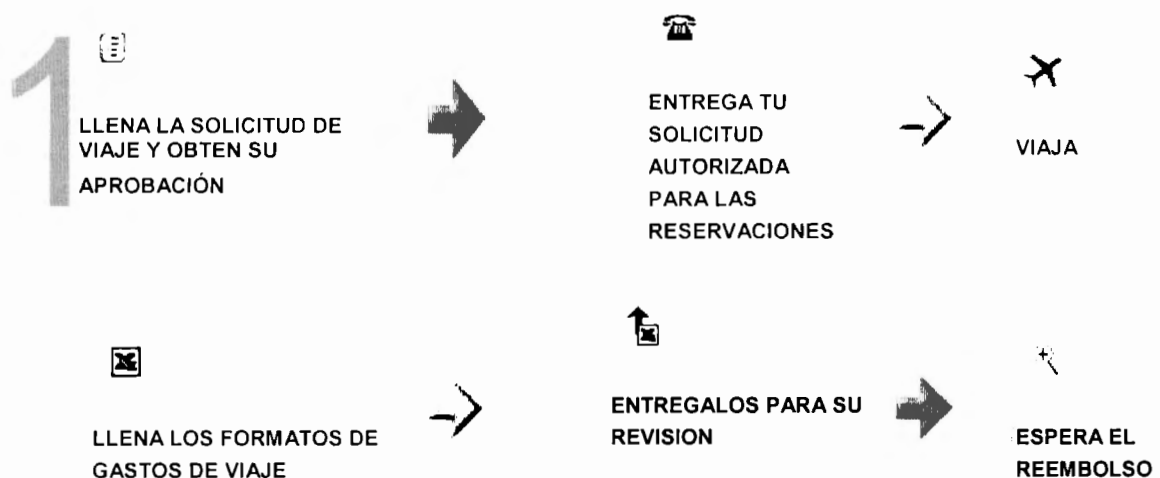 1
LLENA LA SOLICITUD DE
VIAJE Y OBTEN SU
APROBACIÓN
ENTREGA TU
SOLICITUD
AUTORIZADA
PARA LAS
RESERVACIONES
VIAJA
LLENA LOS FORMATOS DE
GASTOS DE VIAJE
ENTREGALOS PARA SU
REVISION
ESPERA EL
REEMBOLSO